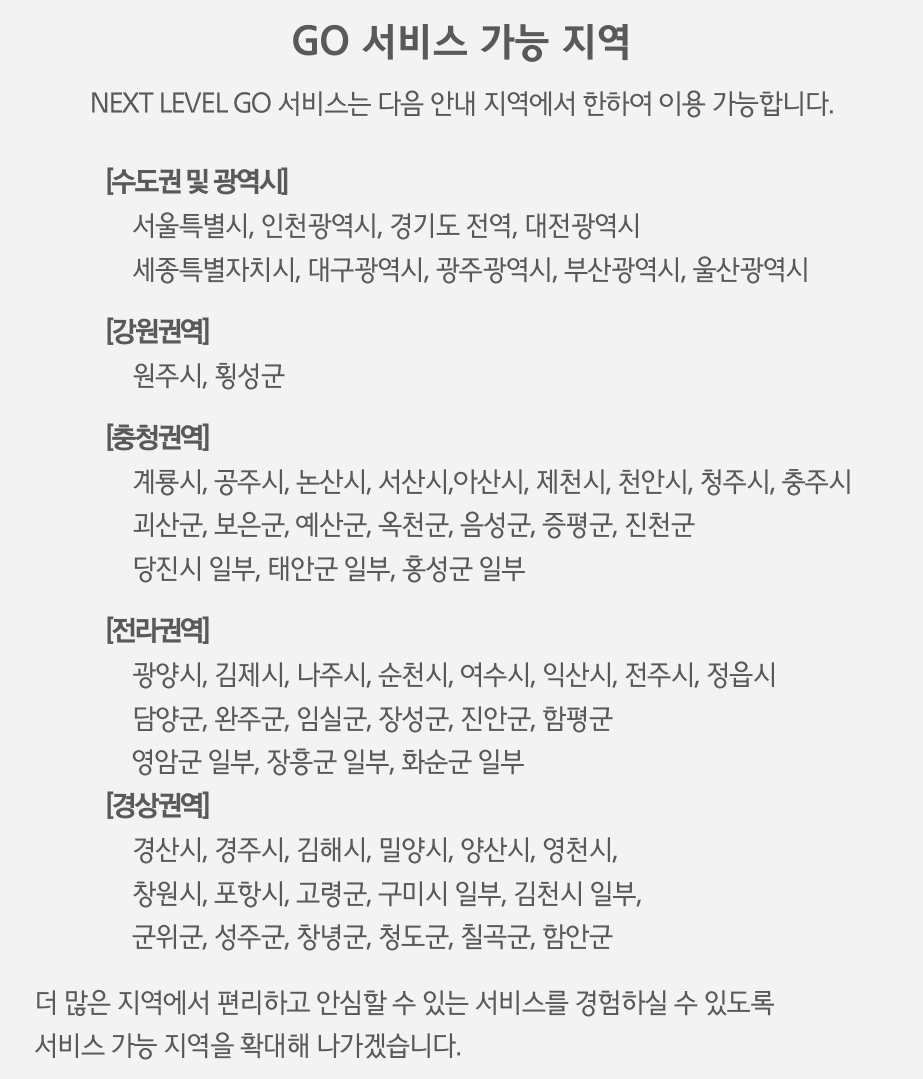 GO 서비스 가능 지역
NEXT LEVEL GO 서비스는 다음 안내 지역에서 한하여 이용 가능합니다.
[수도권 및 광역시]
서울특별시, 인천광역시, 경기도 전역, 대전광역시
세종특별자치시, 대구광역시, 광주광역시, 부산광역시, 울산광역시
[강원권역]
원주시, 횡성군
[충청권역]
계룡시, 공주시, 논산시, 서산시,아산시, 제천시, 천안시, 청주시, 충주시
괴산군, 보은군, 예산군, 옥천군, 음성군, 증평군, 진천군
당진시 일부, 태안군 일부, 홍성군 일부
[전라권역]
광양시, 김제시, 나주시, 순천시, 여수시, 익산시, 전주시, 정읍시
담양군, 완주군, 임실군, 장성군, 진안군, 함평군
영암군 일부, 장흥군 일부, 화순군 일부
[경상권역]
경산시, 경주시, 김해시, 밀양시, 양산시, 영천시,
창원시, 포항시, 고령군, 구미시 일부, 김천시 일부,
군위군, 성주군, 창녕군, 청도군, 칠곡군, 함안군
더 많은 지역에서 편리하고 안심할 수 있는 서비스를 경험하실 수 있도록
서비스 가능 지역을 확대해 나가겠습니다.